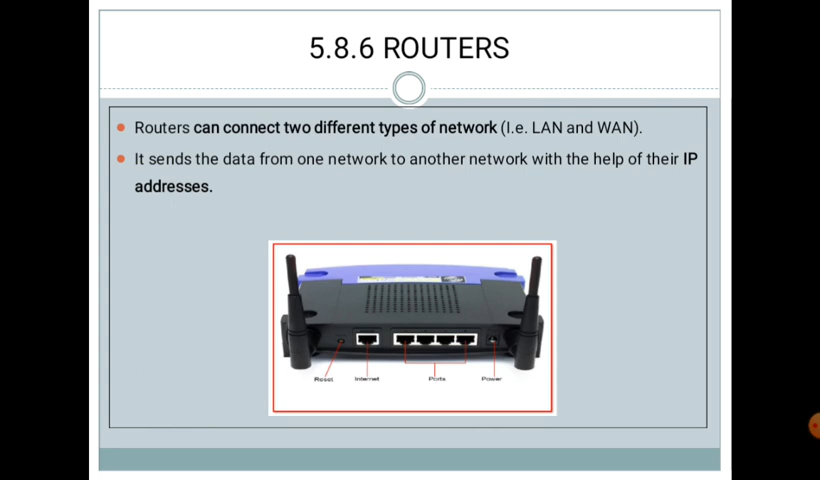 5.8.6 ROUTERS
Routers can connect two different types of network (I.e. LAN and WAN).
It sends the data from one network to another network with the help of their IP
addresses.
Reset Internet Ports Power